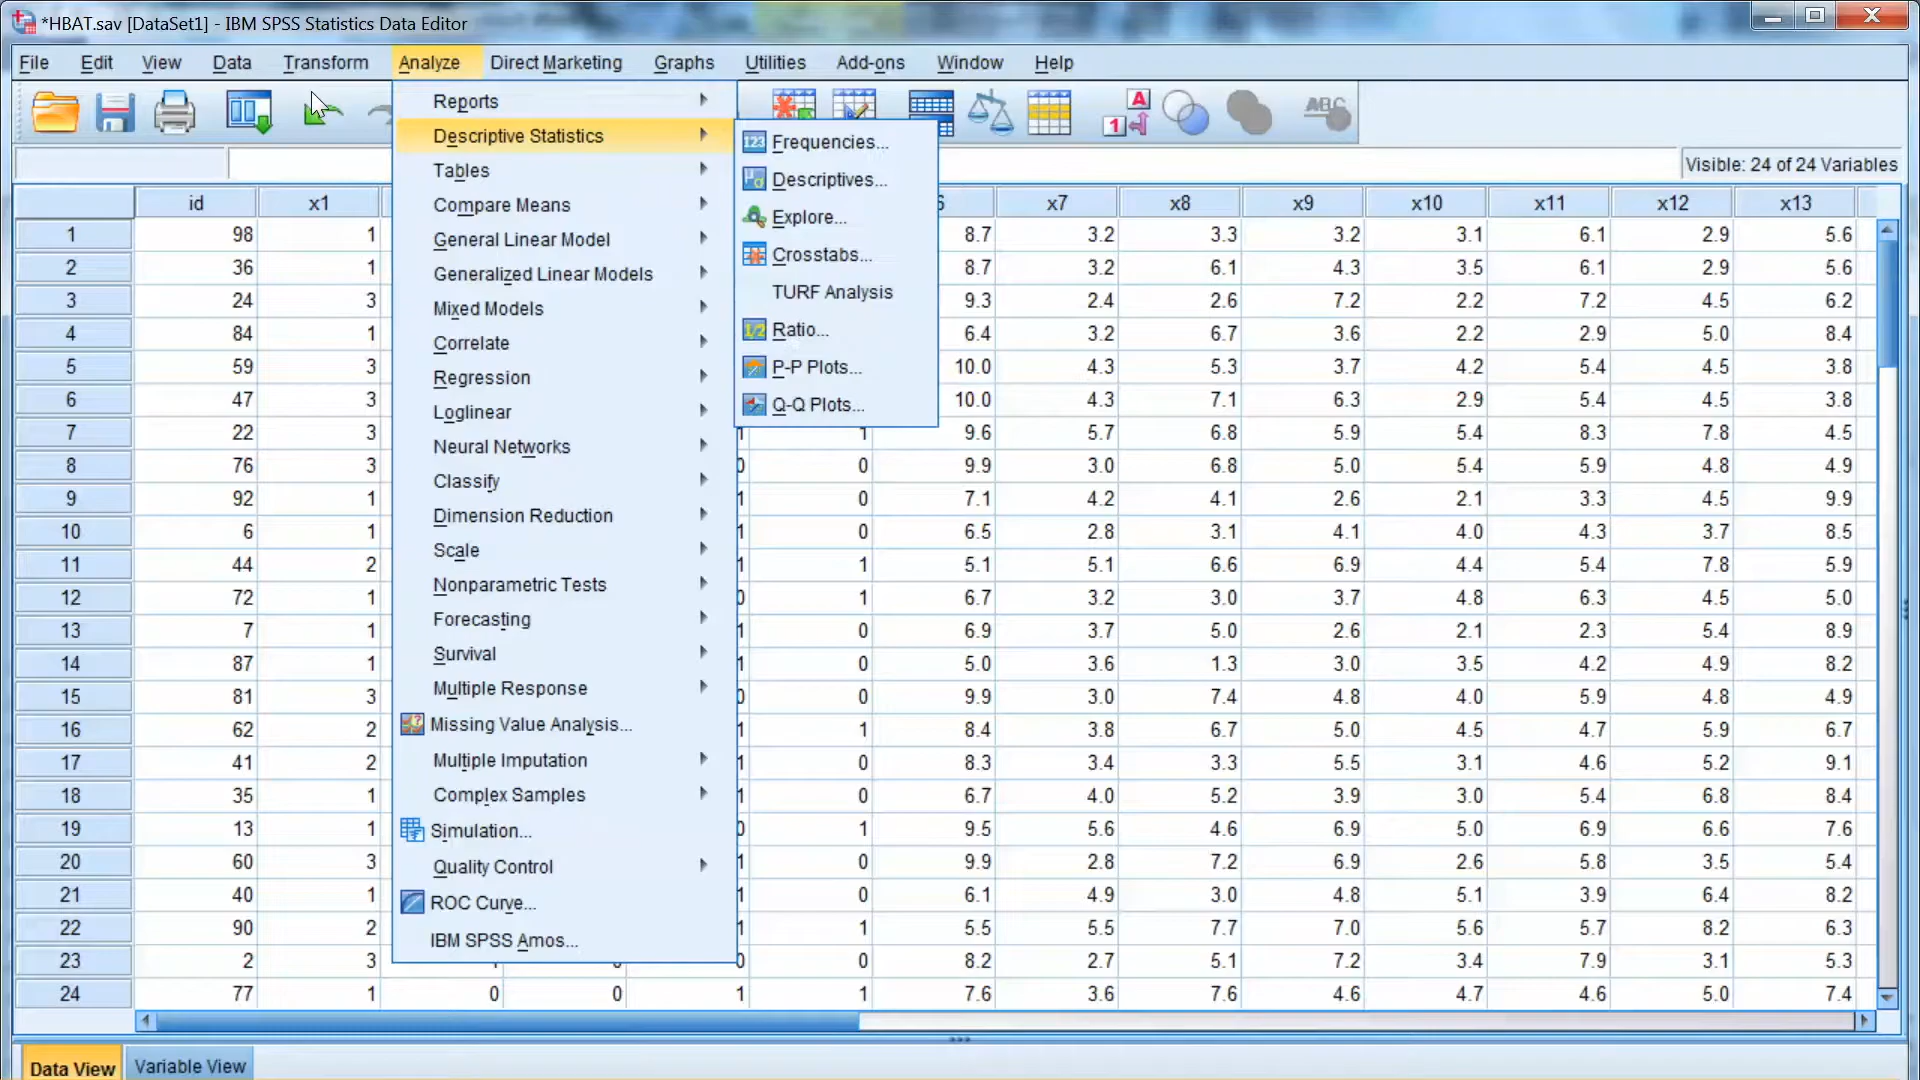 *HBAT.sav [DataSet1] - IBM SPSS Statistics Data Editor
File Edit View Data Transform Analyze Direct Marketing Graphs Utilities Add-ons Window Help
Reports
Descriptive Statistics
Tables
Compare Means
General Linear Model
Generalized Linear Models
Mixed Models
Correlate
Regression
Loglinear
Neural Networks
Classify
Dimension Reduction
Scale
Nonparametric Tests
Forecasting
Survival
Multiple Response
Missing Value Analysis...
Multiple Imputation
Complex Samples
Simulation...
Quality Control
ROC Curve...
IBM SPSS Amos...
Frequencies...
Descriptives...
Explore...
Crosstabs...
TURF Analysis
Ratio...
P-P Plots...
Q-Q Plots...
A
1
ABC
Visible: 24 of 24 Variables
id x1 6 x7 x8 x9 x10 x11 x12 x13
1 98 1 8.7 3.2 3.3 3.2 3.1 6.1 2.9 5.6
2 36 1 8.7 3.2 6.1 4.3 3.5 6.1 2.9 5.6
3 24 3 9.3 2.4 2.6 7.2 2.2 7.2 4.5 6.2
4 84 1 6.4 3.2 6.7 3.6 2.2 2.9 5.0 8.4
5 59 3 10.0 4.3 5.3 3.7 4.2 5.4 4.5 3.8
6 47 3 10.0 4.3 7.1 6.3 2.9 5.4 4.5 3.8
7 22 3 1 1 9.6 5.7 6.8 5.9 5.4 8.3 7.8 4.5
8 76 3 0 0 9.9 3.0 6.8 5.0 5.4 5.9 4.8 4.9
9 92 1 1 0 7.1 4.2 4.1 2.6 2.1 3.3 4.5 9.9
10 6 1 1 0 6.5 2.8 3.1 4.1 4.0 4.3 3.7 8.5
11 44 2 1 1 5.1 5.1 6.6 6.9 4.4 5.4 7.8 5.9
12 72 1 0 1 6.7 3.2 3.0 3.7 4.8 6.3 4.5 5.0
13 7 1 1 0 6.9 3.7 5.0 2.6 2.1 2.3 5.4 8.9
14 87 1 1 0 5.0 3.6 1.3 3.0 3.5 4.2 4.9 8.2
15 81 3 0 0 9.9 3.0 7.4 4.8 4.0 5.9 4.8 4.9
16 62 2 1 1 8.4 3.8 6.7 5.0 4.5 4.7 5.9 6.7
17 41 2 1 0 8.3 3.4 3.3 5.5 3.1 4.6 5.2 9.1
18 35 1 1 0 6.7 4.0 5.2 3.9 3.0 5.4 6.8 8.4
19 13 1 0 1 9.5 5.6 4.6 6.9 5.0 6.9 6.6 7.6
20 60 3 1 0 9.9 2.8 7.2 6.9 2.6 5.8 3.5 5.4
21 40 1 1 0 6.1 4.9 3.0 4.8 5.1 3.9 6.4 8.2
22 90 2 1 1 5.5 5.5 7.7 7.0 5.6 5.7 8.2 6.3
23 2 3 0 0 8.2 2.7 5.1 7.2 3.4 7.9 3.1 5.3
24 77 1 0 0 1 1 7.6 3.6 7.6 4.6 4.7 4.6 5.0 7.4
Data View Variable View